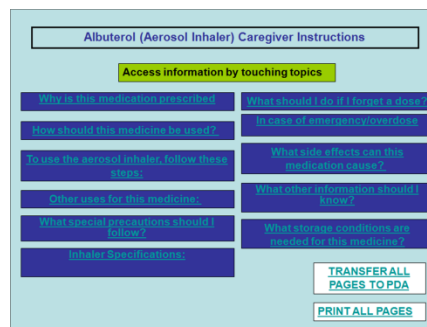 Albuterol (Aerosol Inhaler) Caregiver Instructions
Access information by touching topics
Why is this medication prescribed
How should this medicine be used?
To use the aerosol inhaler, follow these
steps:
Other uses for this medicine:
What special precautions should I
follow?
Inhaler Specifications:
What should I do if I forget a dose?
In case of emergency/overdose
What side effects can this
medication cause?
What other information should I
know?
What storage conditions are
needed for this medicine?
TRANSFER ALL
PAGES TO PDA
PRINT ALL PAGES